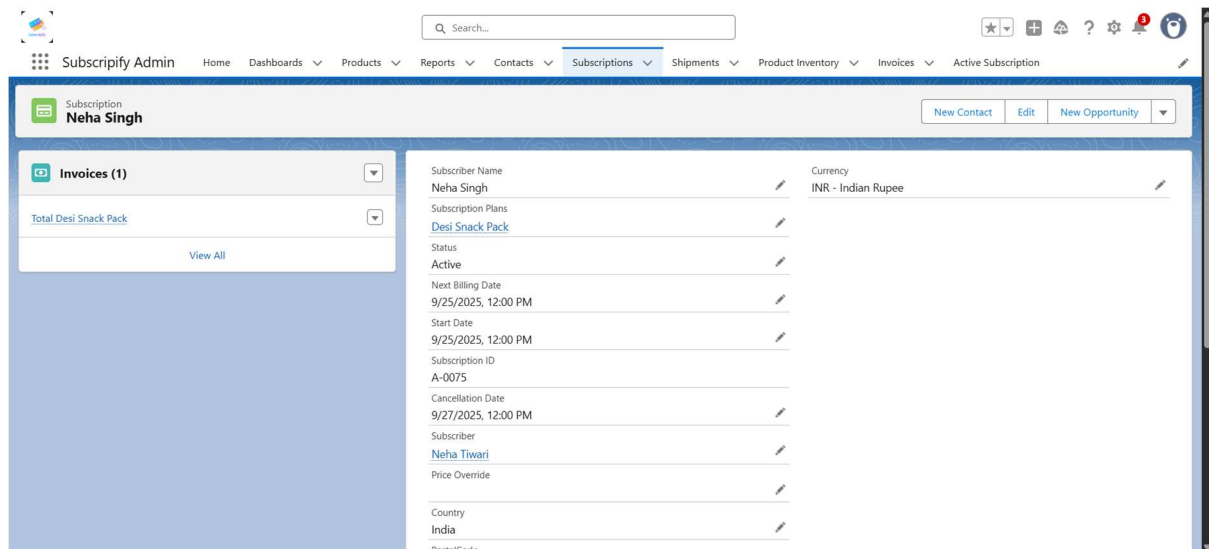 Search...
3
Subscripify Admin
Home
Dashboards
Products
Reports
Contacts
Subscriptions
Shipments
Product Inventory
Invoices
Active Subscription
Subscription
Neha Singh
New Contact
Edit
New Opportunity
Invoices (1)
Total Desi Snack Pack
View All
Subscriber Name
Neha Singh
Subscription Plans
Desi Snack Pack
Status
Active
Next Billing Date
9/25/2025, 12:00 PM
Start Date
9/25/2025, 12:00 PM
Subscription ID
A-0075
Cancellation Date
9/27/2025, 12:00 PM
Subscriber
Neha Tiwari
Price Override
Country
India
Currency
INR - Indian Rupee